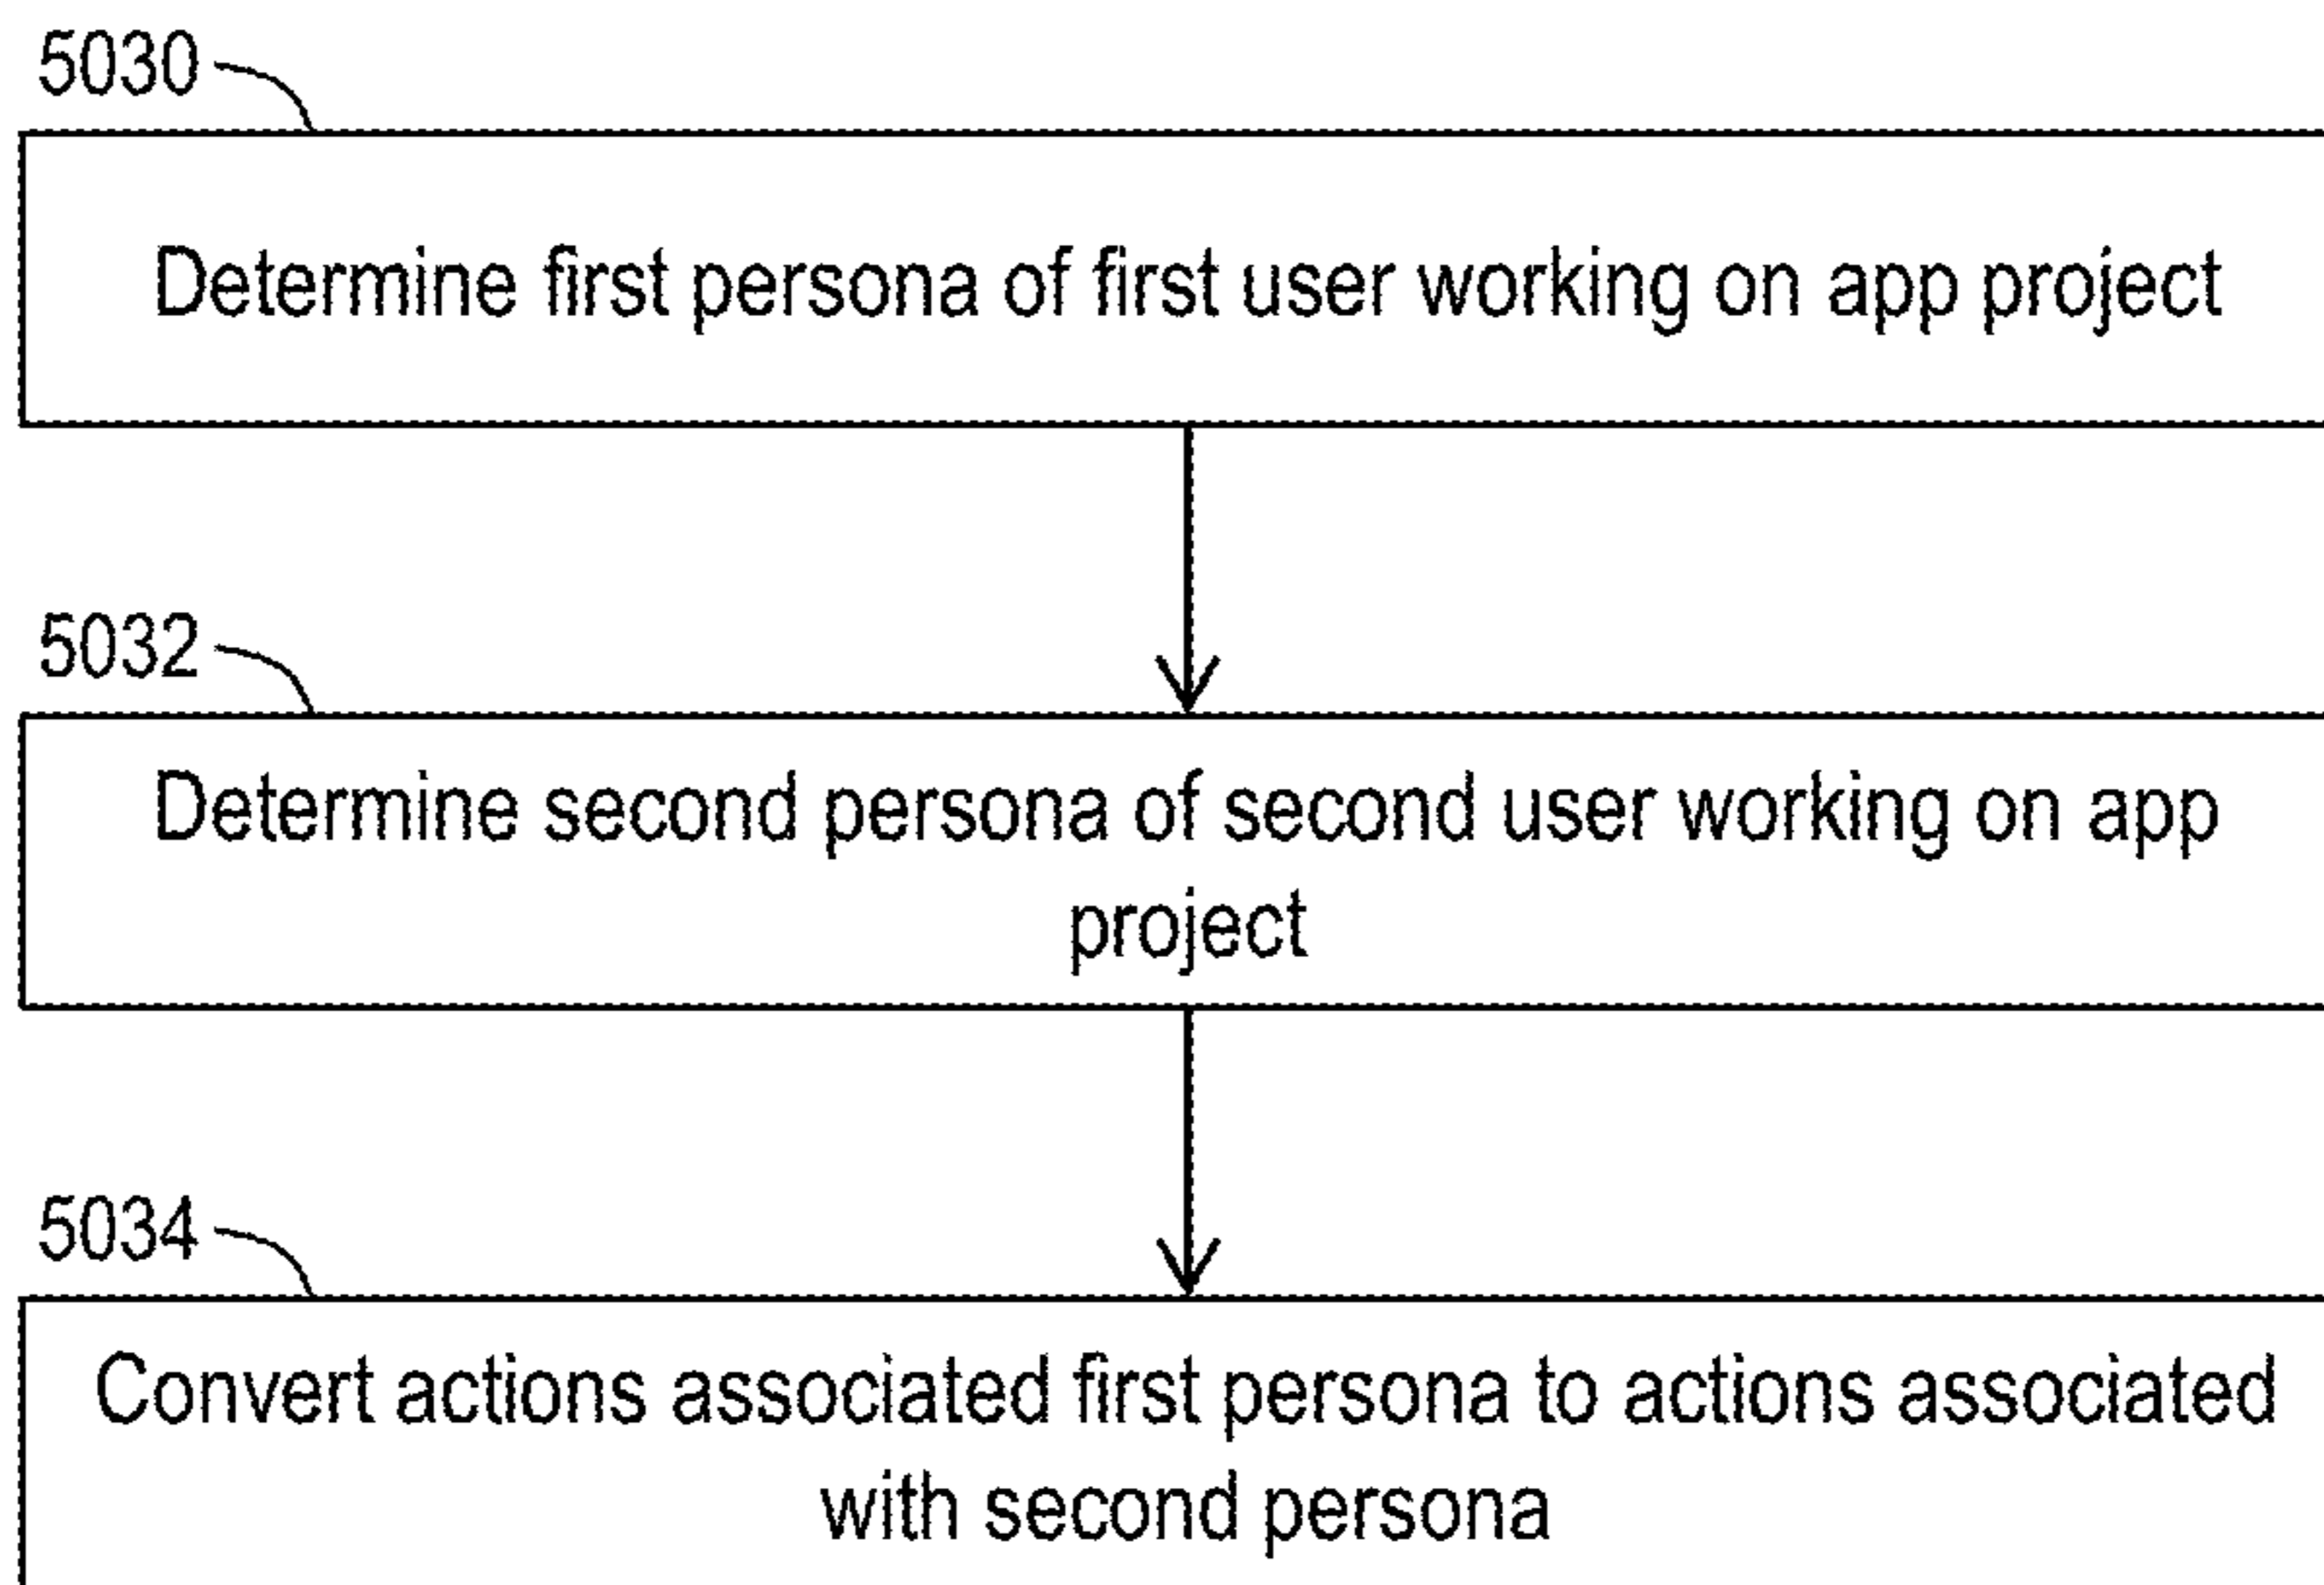 5030
Determine first persona of first user working on app project
5032
Determine second persona of second user working on app
project
5034
Convert actions associated first persona to actions associated
with second persona